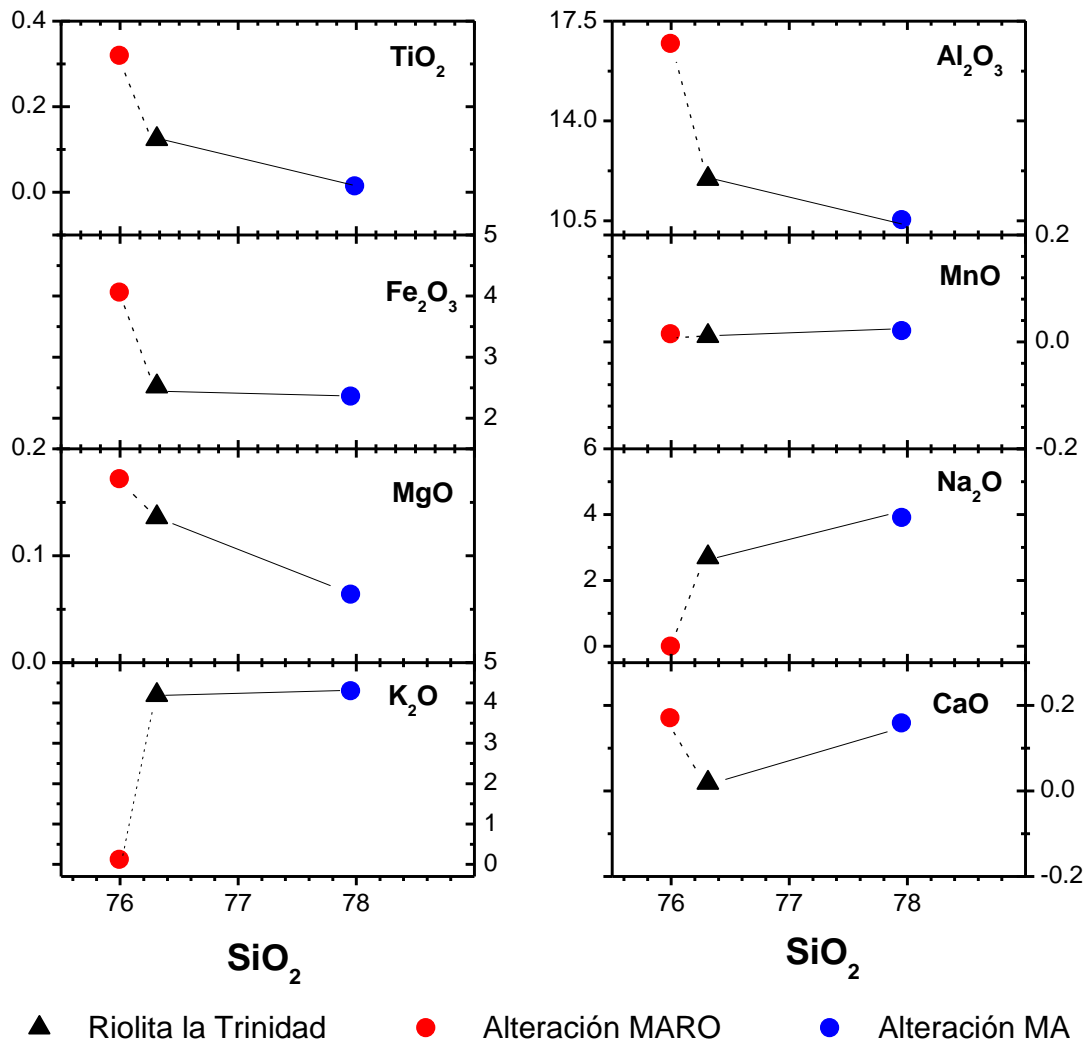 0.4
0.2
0.0
TiO₂
17.5
14.0
10.5
Al₂O₃
5
4
3
2
Fe₂O₃
0.2
0.0
-0.2
MnO
0.2
0.1
0.0
MgO
6
4
2
0
Na₂O
5
4
3
2
1
0
K₂O
0.2
0.0
-0.2
CaO
76 77 78
76 77 78
SiO₂
SiO₂
Riolita la Trinidad Alteración MARO Alteración MA